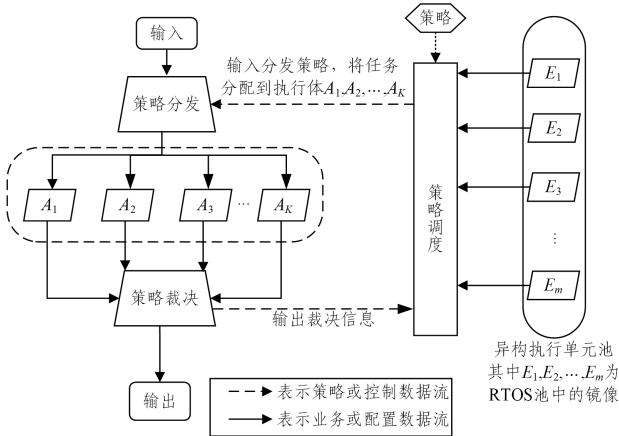 输入
策略
输入分发策略，将任务
分配到执行体A1,A2,…,AK
策略分发
E1
E2
E3
⋮
Em
A1
A2
A3
…
AK
策略调度
策略裁决
输出裁决信息
输出
异构执行单元池
其中E1,E2,…,Em为
RTOS池中的镜像
表示策略或控制数据流
表示业务或配置数据流